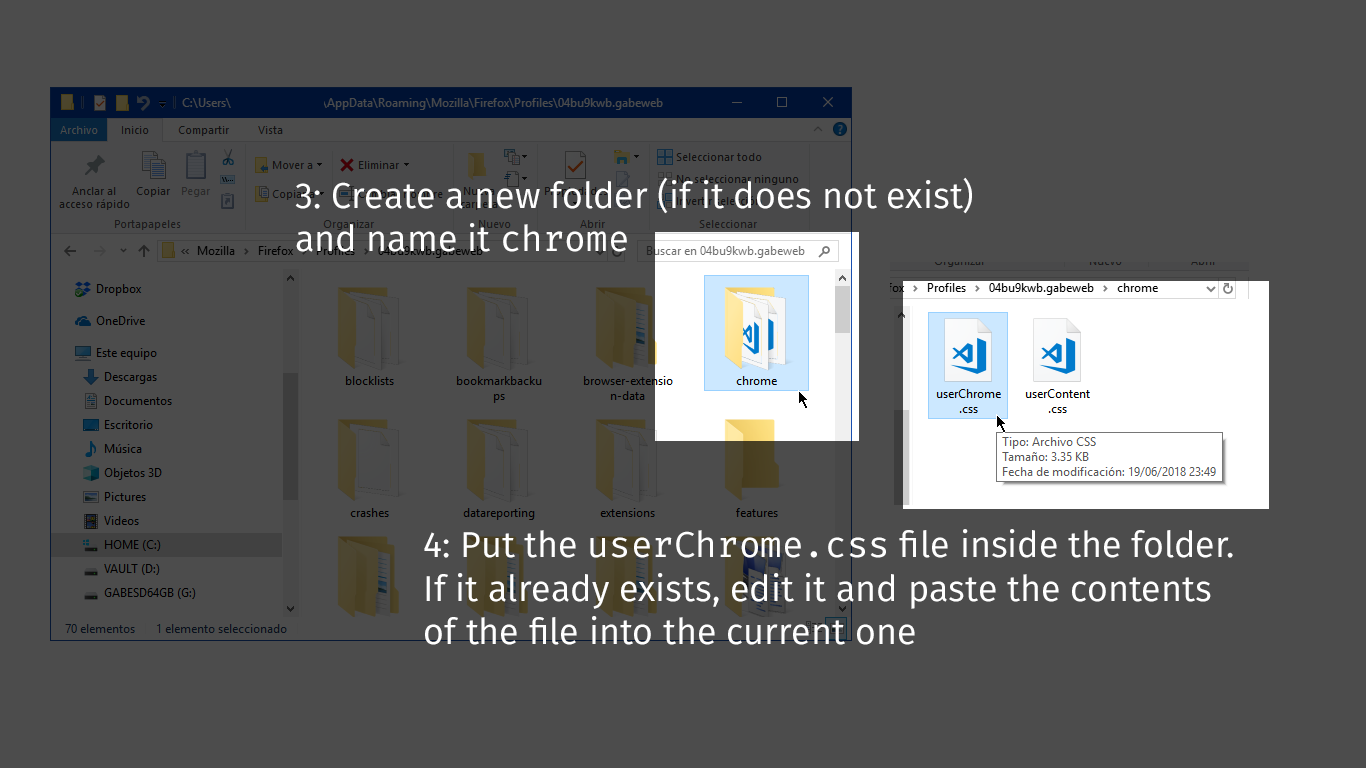 C:\Users\ \AppData\Roaming\Mozilla\Firefox\Profiles\04bu9kwb.gabeweb
Archivo Inicio Compartir Vista
Anclar al
acceso rápido
Copiar
Pegar
Mover a
Eliminar
Seleccionar todo
No seleccionar ninguno
Portapapeles Organizar Nuevo Abrir Seleccionar
3: Create a new folder (if it does not exist)
and name it chrome
« Mozilla Firefox Profiles 04bu9kwb.gabeweb
Buscar en 04bu9kwb.gabeweb
Dropbox
OneDrive
Este equipo
Descargas
Documentos
Escritorio
Música
Objetos 3D
Pictures
Videos
HOME (C:)
VAULT (D:)
GABESD64GB (G:)
blocklists
bookmarkbacku
ps
browser-extensio
n-data
chrome
crashes
datareporting
extensions
features
70 elementos 1 elemento seleccionado
Organizar Nuevo Abrir
fox Profiles 04bu9kwb.gabeweb chrome
userChrome
.css
userContent
.css
Tipo: Archivo CSS
Tamaño: 3.35 KB
Fecha de modificación: 19/06/2018 23:49
4: Put the userChrome.css file inside the folder.
If it already exists, edit it and paste the contents
of the file into the current one